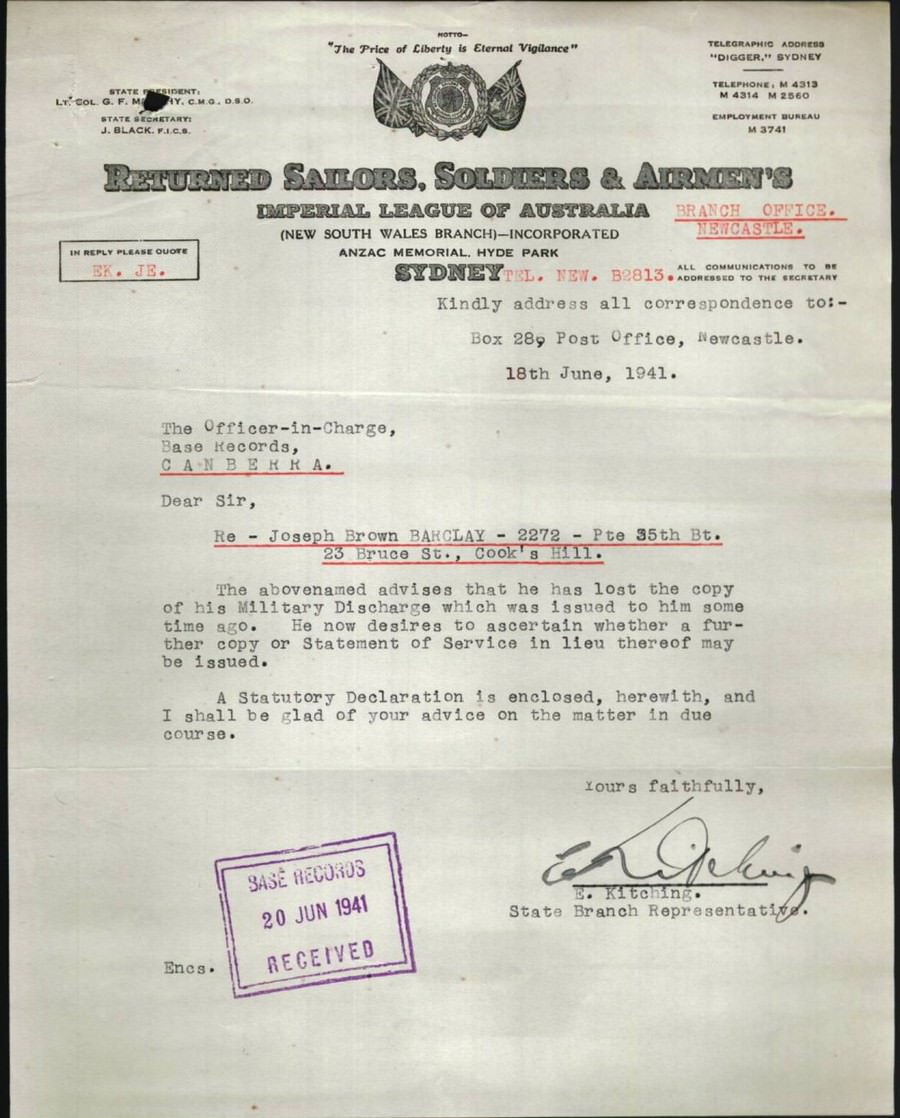 MOTTO—
"The Price of Liberty is Eternal Vigilance"
TELEGRAPHIC ADDRESS
"DIGGER," SYDNEY
TELEPHONE: M 4313
M 4314 M 2560
EMPLOYMENT BUREAU
M 3741
STATE PRESIDENT:
LT. COL. G. F. C.M.G., D.S.O.
STATE SECRETARY:
J. BLACK. F.I.C.S.
RETURNED SAILORS, SOLDIERS & AIRMEN'S
IMPERIAL LEAGUE OF AUSTRALIA
(NEW SOUTH WALES BRANCH)—INCORPORATED
ANZAC MEMORIAL, HYDE PARK
SYDNEY
BRANCH OFFICE.
NEWCASTLE.
IN REPLY PLEASE QUOTE
EK. JE.
TEL. NEW. B2813.
ALL COMMUNICATIONS TO BE
ADDRESSED TO THE SECRETARY
Kindly address all correspondence to:-
Box 289 Post Office, Newcastle.
18th June, 1941.
The Officer-in-Charge,
Base Records,
C A N B E R R A.
Dear Sir,
Re - Joseph Brown BARCLAY - 2272 - Pte 35th Bt.
23 Bruce St., Cook's Hill.
The abovenamed advises that he has lost the copy
of his Military Discharge which was issued to him some
time ago. He now desires to ascertain whether a fur-
ther copy or Statement of Service in lieu thereof may
be issued.
A Statutory Declaration is enclosed, herewith, and
I shall be glad of your advice on the matter in due
course.
Yours faithfully,
E Kitching
E. Kitching.
State Branch Representative.
BASE RECORDS
20 JUN 1941
RECEIVED
Encs.